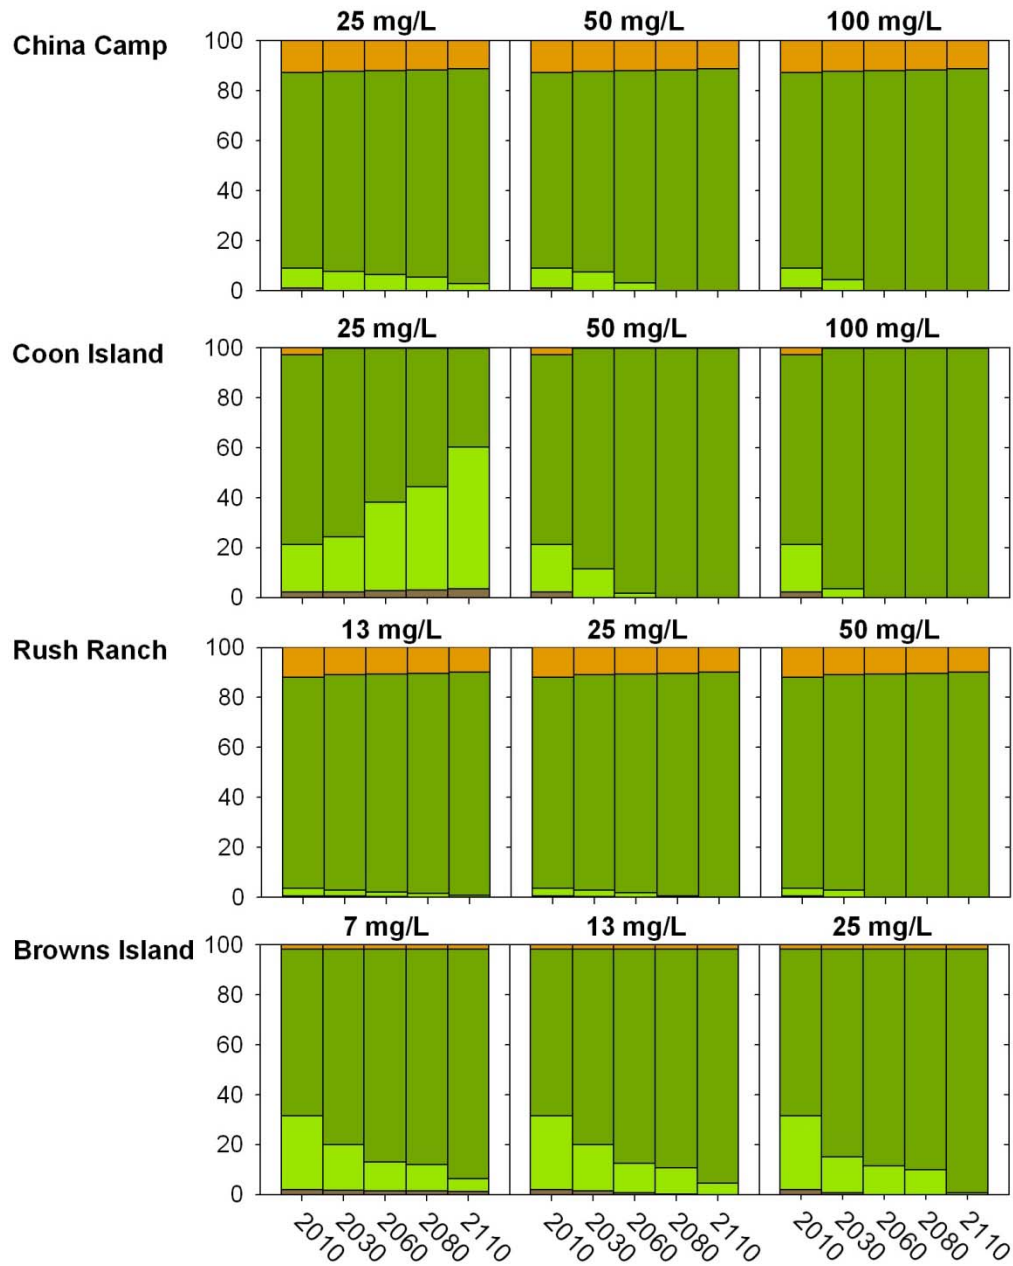 25 mg/L 50 mg/L 100 mg/L
China Camp
100
80
60
40
20
0
25 mg/L 50 mg/L 100 mg/L
Coon Island
100
80
60
40
20
0
13 mg/L 25 mg/L 50 mg/L
Rush Ranch
100
80
60
40
20
0
7 mg/L 13 mg/L 25 mg/L
Browns Island
100
80
60
40
20
0
2010 2030 2060 2080 2110 2010 2030 2060 2080 2110 2010 2030 2060 2080 2110